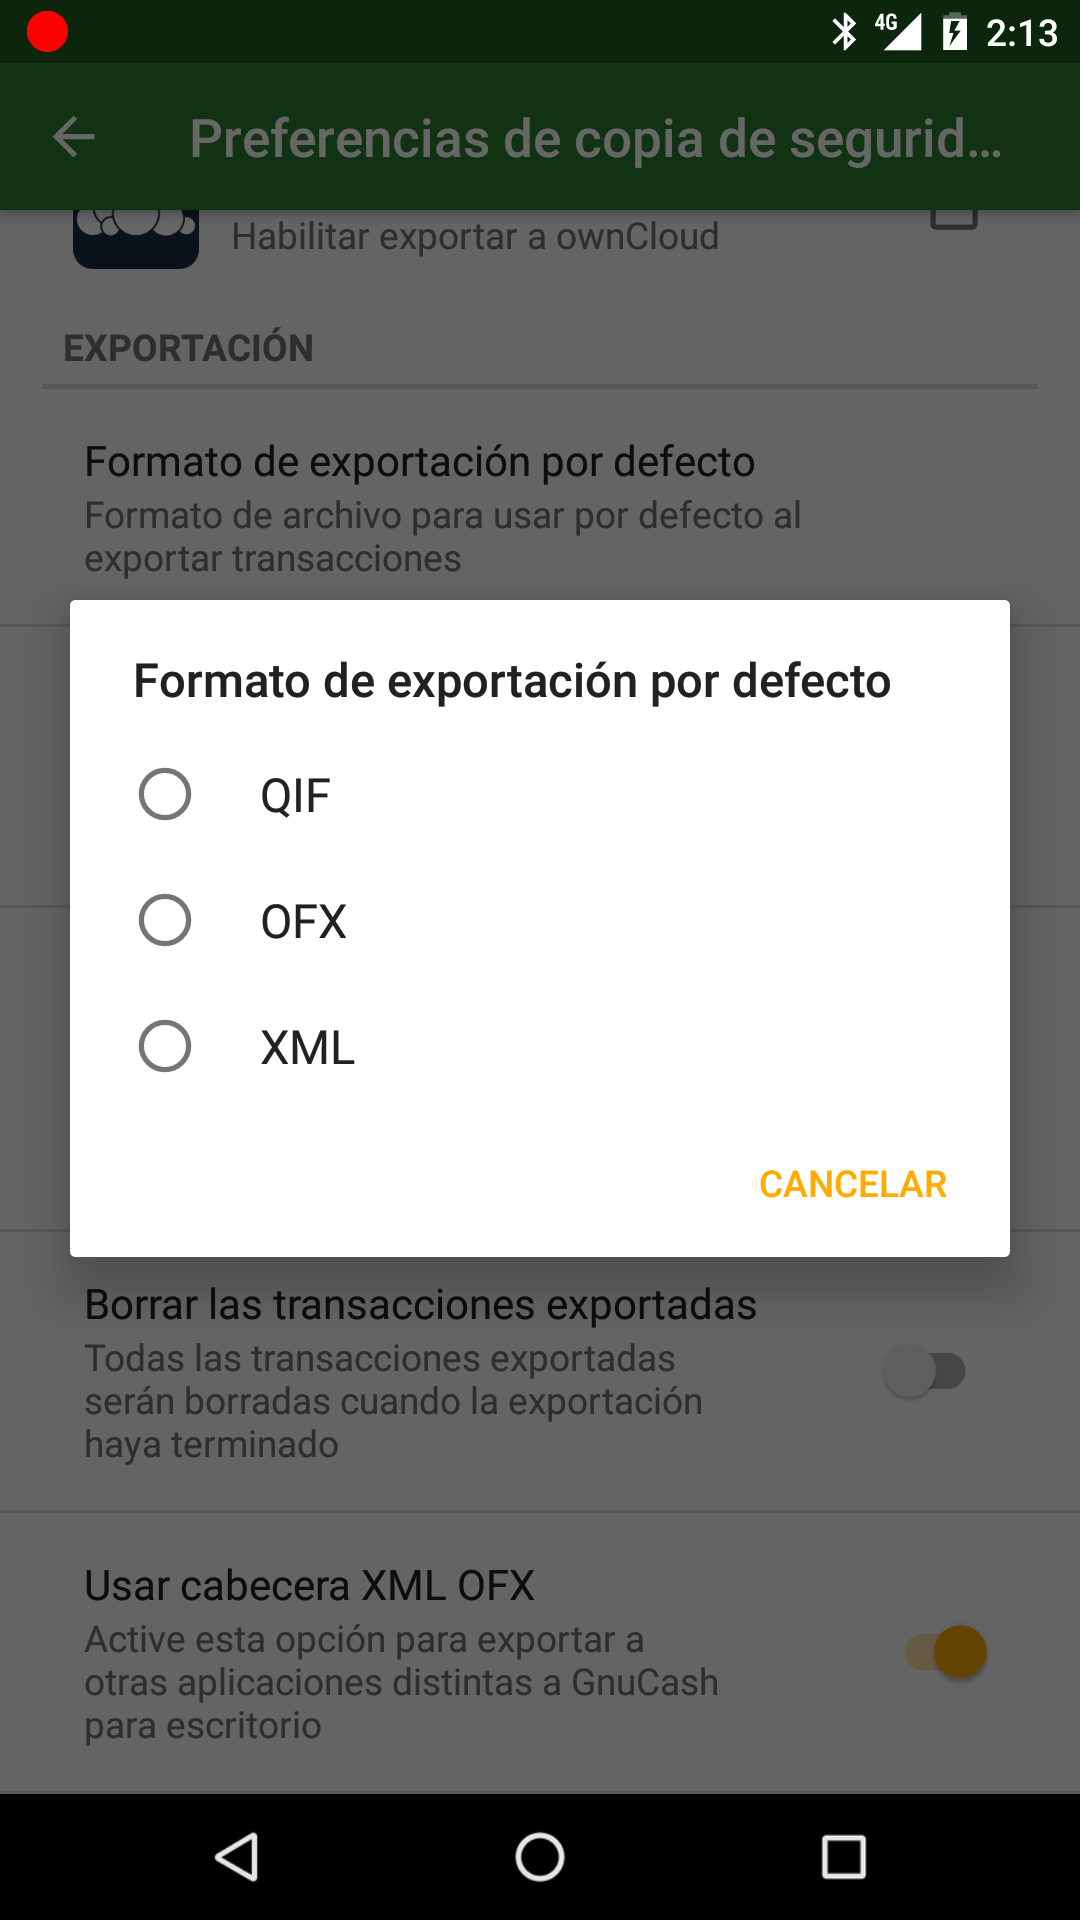 4G 2:13
Preferencias de copia de segurid...
Habilitar exportar a ownCloud
EXPORTACIÓN
Formato de exportación por defecto
Formato de archivo para usar por defecto al
exportar transacciones
Formato de exportación por defecto
QIF
OFX
XML
CANCELAR
Borrar las transacciones exportadas
Todas las transacciones exportadas
serán borradas cuando la exportación
haya terminado
Usar cabecera XML OFX
Active esta opción para exportar a
otras aplicaciones distintas a GnuCash
para escritorio